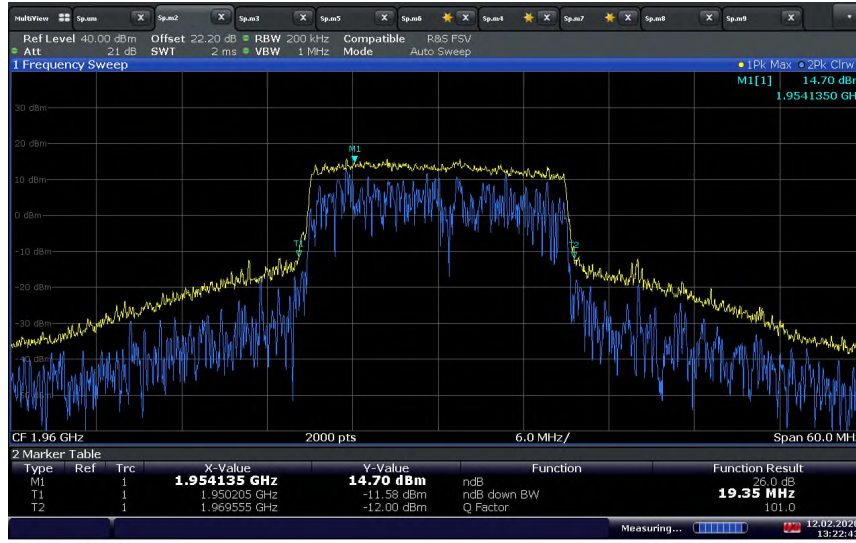 MultiView Sp.um X Sp.m2 X Sp.m3 X Sp.m5 X Sp.m6 X Sp.m4 X Sp.m7 X Sp.m8 X Sp.m9 X
Ref Level 40.00 dBm Offset 22.20 dB RBW 200 kHz Compatible R&S FSV
Att 21 dB SWT 2 ms VBW 1 MHz Mode Auto Sweep
1 Frequency Sweep 1Pk Max 2Pk Clrw
M1[1] 14.70 dBm
1.9541350 GH
30 dBm
20 dBm
M1
10 dBm
0 dBm
T1 T2
-10 dBm
-20 dBm
-30 dBm
-40 dBm
-50 dBm
CF 1.96 GHz 2000 pts 6.0 MHz/ Span 60.0 MH
2 Marker Table
Type Ref Trc X-Value Y-Value Function Function Result
M1 1 1.954135 GHz 14.70 dBm ndB 26.0 dB
T1 1 1.950205 GHz -11.58 dBm ndB down BW 19.35 MHz
T2 1 1.969555 GHz -12.00 dBm Q Factor 101.0
Measuring... 12.02.2020
13:22:43